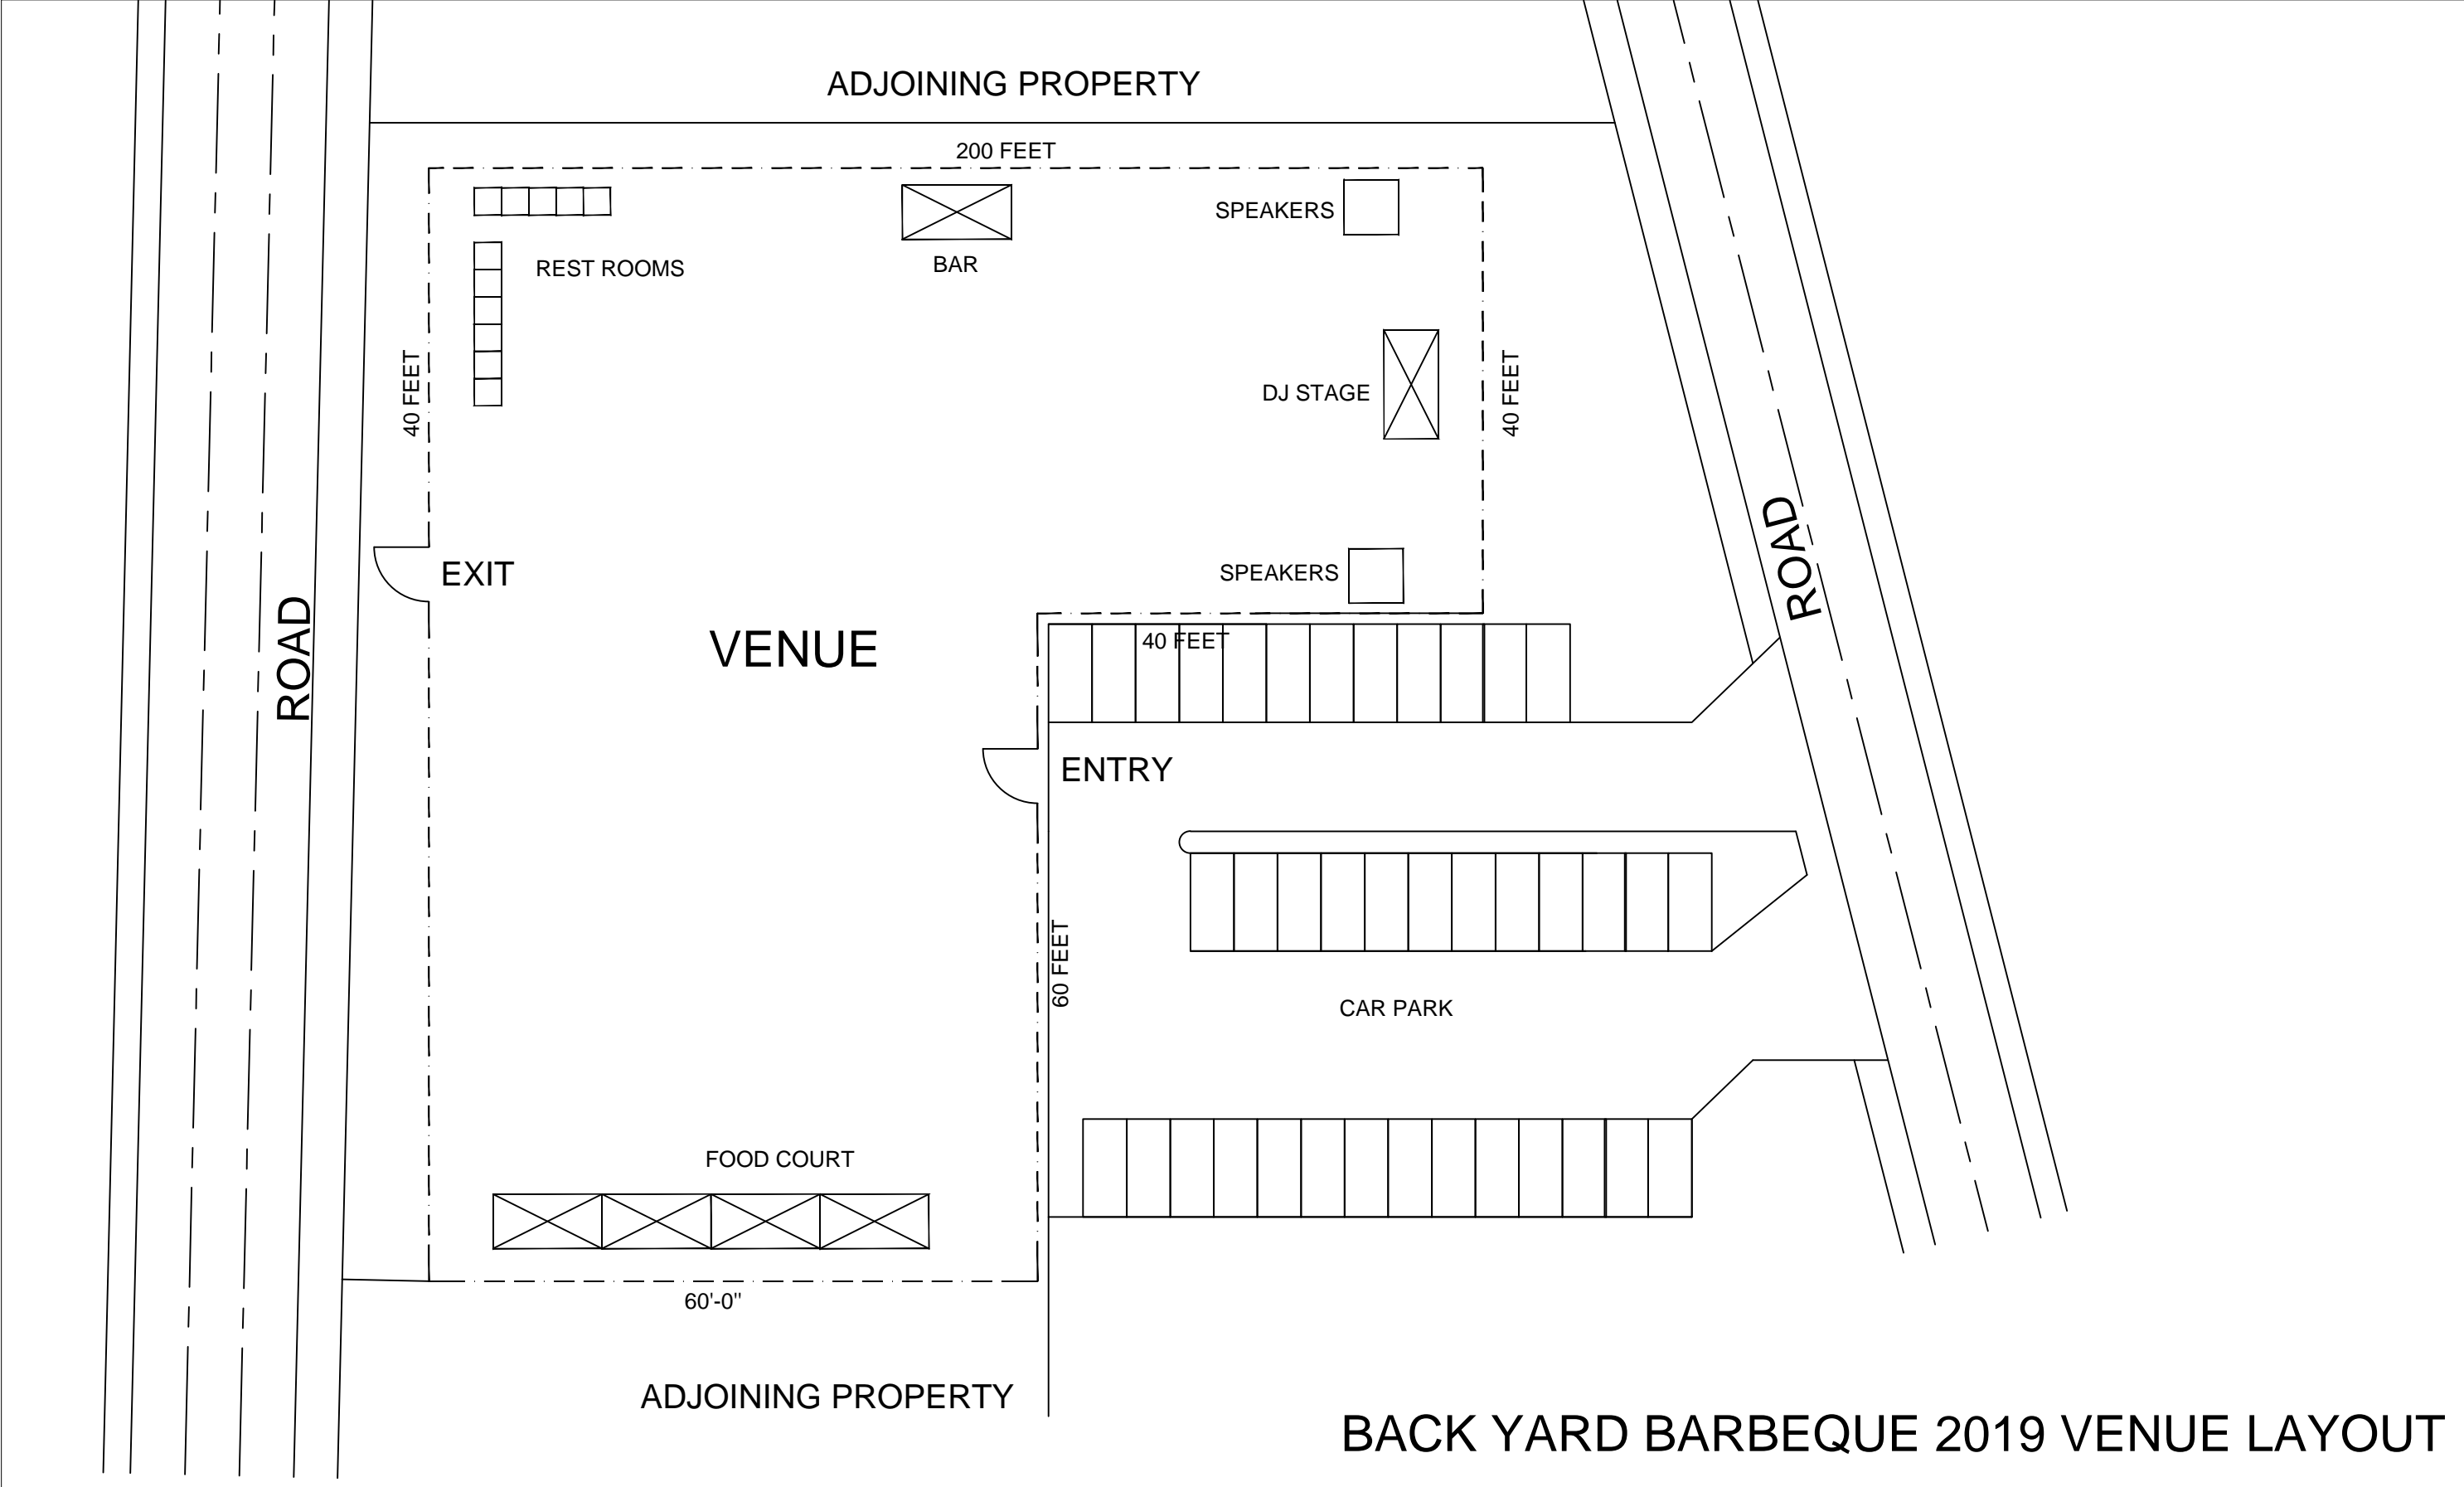 ADJOINING PROPERTY
200 FEET
SPEAKERS
BAR
REST ROOMS
40 FEET
DJ STAGE
40 FEET
EXIT
SPEAKERS
ROAD
ROAD
VENUE
40 FEET
ENTRY
60 FEET
CAR PARK
FOOD COURT
60'-0"
ADJOINING PROPERTY
BACK YARD BARBEQUE 2019 VENUE LAYOUT